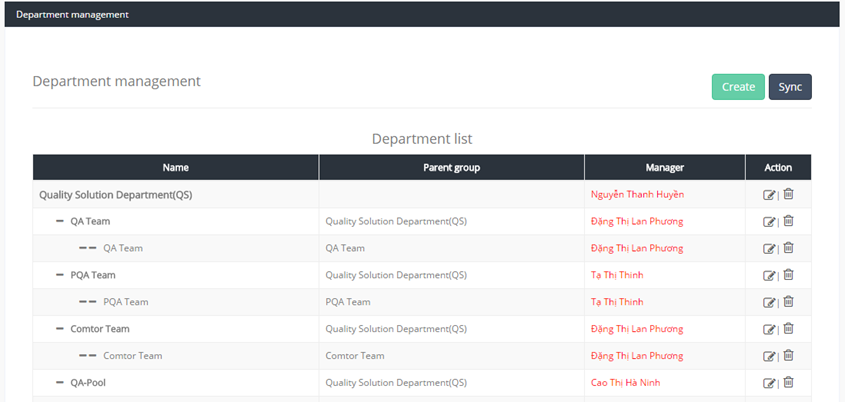 Department management
Department management
Create Sync
Department list
Name Parent group Manager Action
Quality Solution Department(QS) Nguyễn Thanh Huyền |
– QA Team Quality Solution Department(QS) Đặng Thị Lan Phương |
– – QA Team QA Team Đặng Thị Lan Phương |
– PQA Team Quality Solution Department(QS) Tạ Thị Thinh |
– – PQA Team PQA Team Tạ Thị Thinh |
– Comtor Team Quality Solution Department(QS) Đặng Thị Lan Phương |
– – Comtor Team Comtor Team Đặng Thị Lan Phương |
– QA-Pool Quality Solution Department(QS) Cao Thị Hà Ninh |